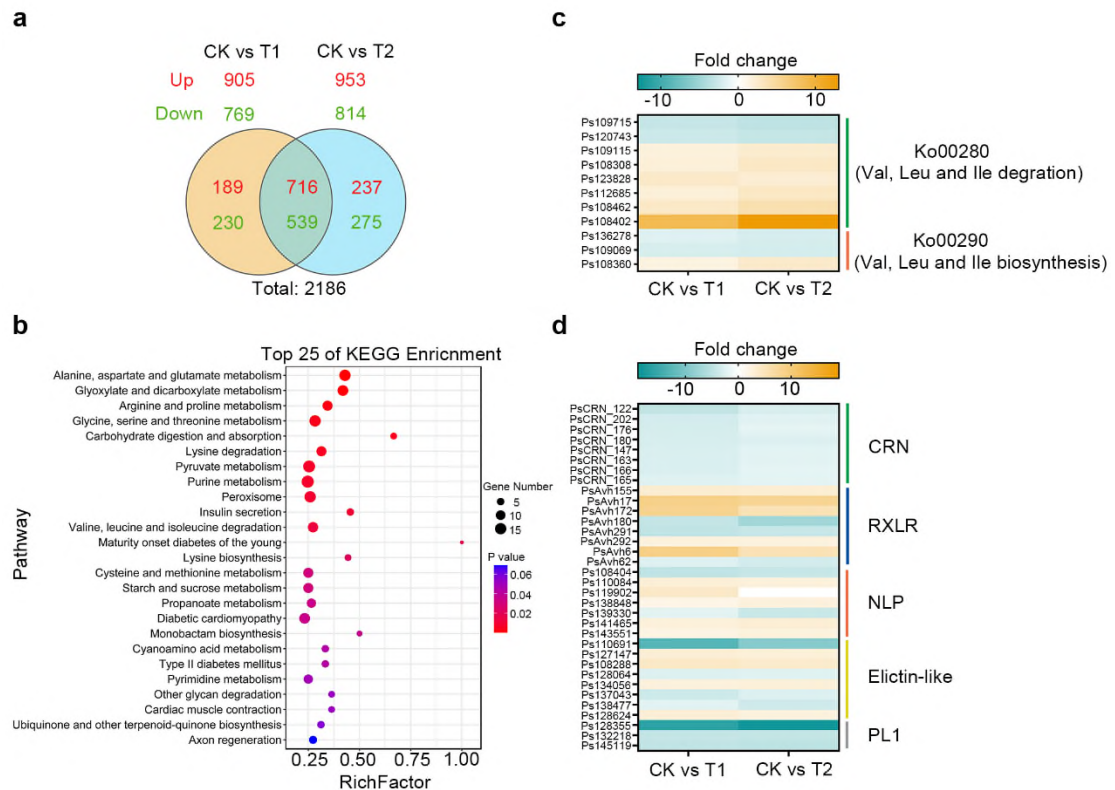 a
CK vs T1 CK vs T2
Up 905 953
Down 769 814
189 716 237
230 539 275
Total: 2186
b
Top 25 of KEGG Enricnment
Pathway
Alanine, aspartate and glutamate metabolism
Glyoxylate and dicarboxylate metabolism
Arginine and proline metabolism
Glycine, serine and threonine metabolism
Carbohydrate digestion and absorption
Lysine degradation
Pyruvate metabolism
Purine metabolism
Peroxisome
Insulin secretion
Valine, leucine and isoleucine degradation
Maturity onset diabetes of the young
Lysine biosynthesis
Cysteine and methionine metabolism
Starch and sucrose metabolism
Propanoate metabolism
Diabetic cardiomyopathy
Monobactam biosynthesis
Cyanoamino acid metabolism
Type II diabetes mellitus
Pyrimidine metabolism
Other glycan degradation
Cardiac muscle contraction
Ubiquinone and other terpenoid-quinone biosynthesis
Axon regeneration
0.25 0.50 0.75 1.00
RichFactor
Gene Number
5
10
15
P value
0.06
0.04
0.02
c
Fold change
-10 0 10
Ps109715
Ps120743
Ps109115
Ps108308
Ps123828
Ps112685
Ps108462
Ps108402
Ps136278
Ps109069
Ps108360
Ko00280
(Val, Leu and Ile degration)
Ko00290
(Val, Leu and Ile biosynthesis)
CK vs T1 CK vs T2
d
Fold change
-10 0 10
PsCRN_122
PsCRN_202
PsCRN_176
PsCRN_180
PsCRN_147
PsCRN_163
PsCRN_166
PsCRN_165
PsAvh155
PsAvh17
PsAvh172
PsAvh180
PsAvh291
PsAvh292
PsAvh6
PsAvh62
Ps108404
Ps110084
Ps119902
Ps138848
Ps139330
Ps141465
Ps143551
Ps110691
Ps127147
Ps108288
Ps128064
Ps134056
Ps137043
Ps138477
Ps128624
Ps128355
Ps132218
Ps145119
CRN
RXLR
NLP
Elictin-like
PL1
CK vs T1 CK vs T2